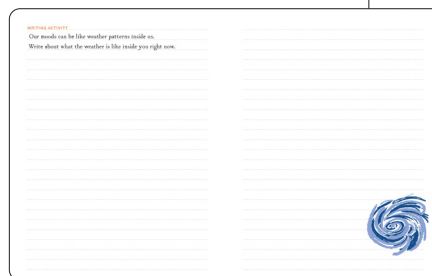 WRITING ACTIVITY
Our moods can be like weather patterns inside us.
Write about what the weather is like inside you right now.